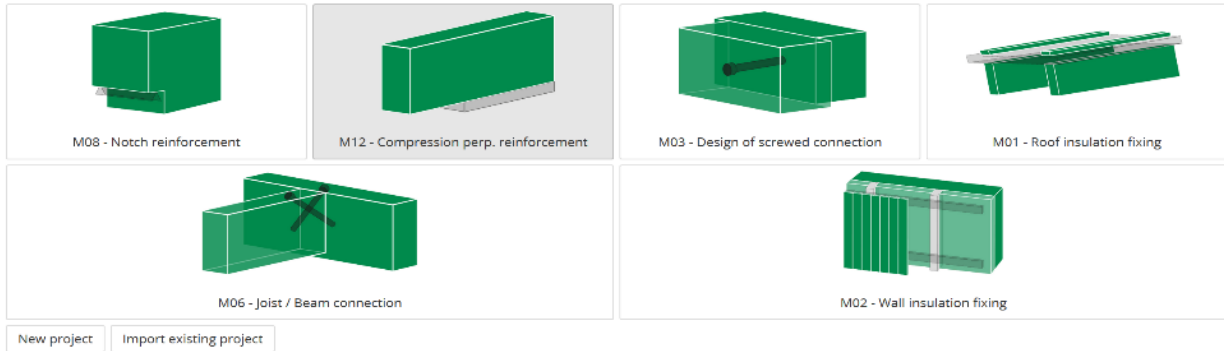 M08 - Notch reinforcement
M12 - Compression perp. reinforcement
M03 - Design of screwed connection
M01 - Roof insulation fixing
M06 - Joist / Beam connection
M02 - Wall insulation fixing
New project
Import existing project